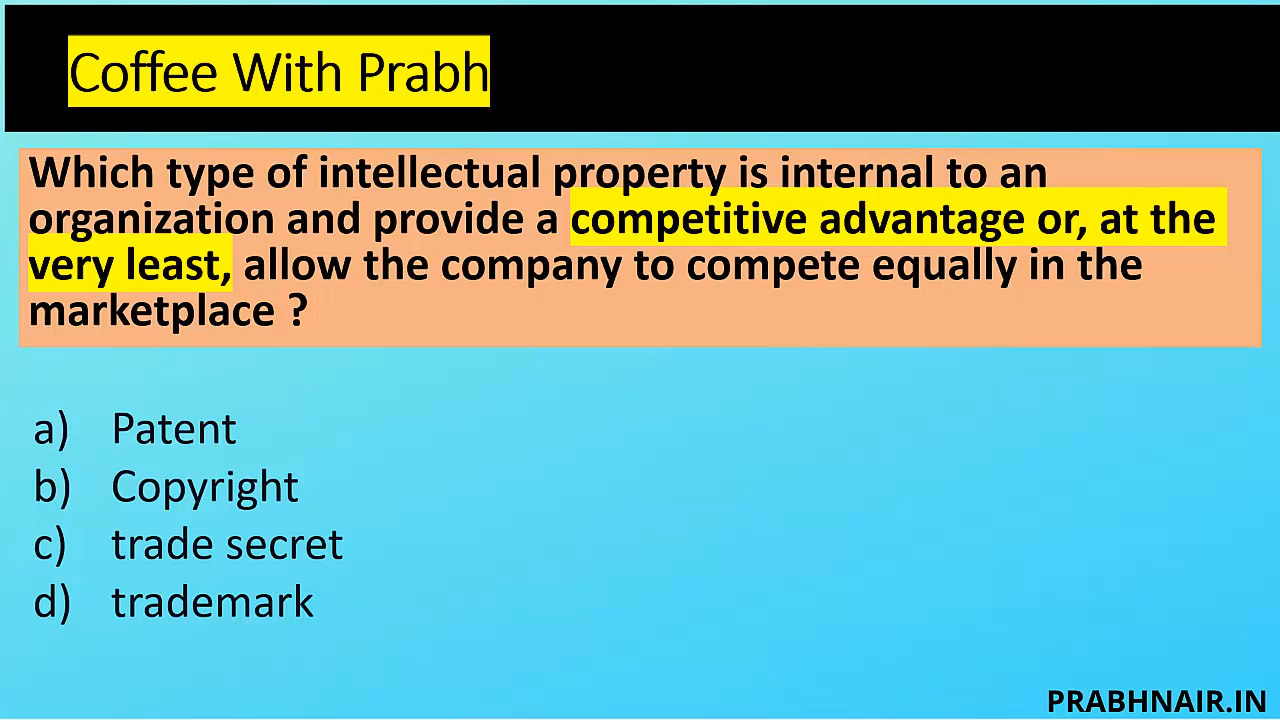 Coffee With Prabh
Which type of intellectual property is internal to an
organization and provide a competitive advantage or, at the
very least, allow the company to compete equally in the
marketplace ?
a) Patent
b) Copyright
c) trade secret
d) trademark
PRABHNAIR.IN